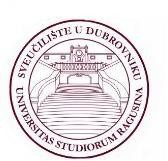 SVEUČILIŠTE U DUBROVNIKU
UNIVERSITAS STUDIORUM RAGUSINA